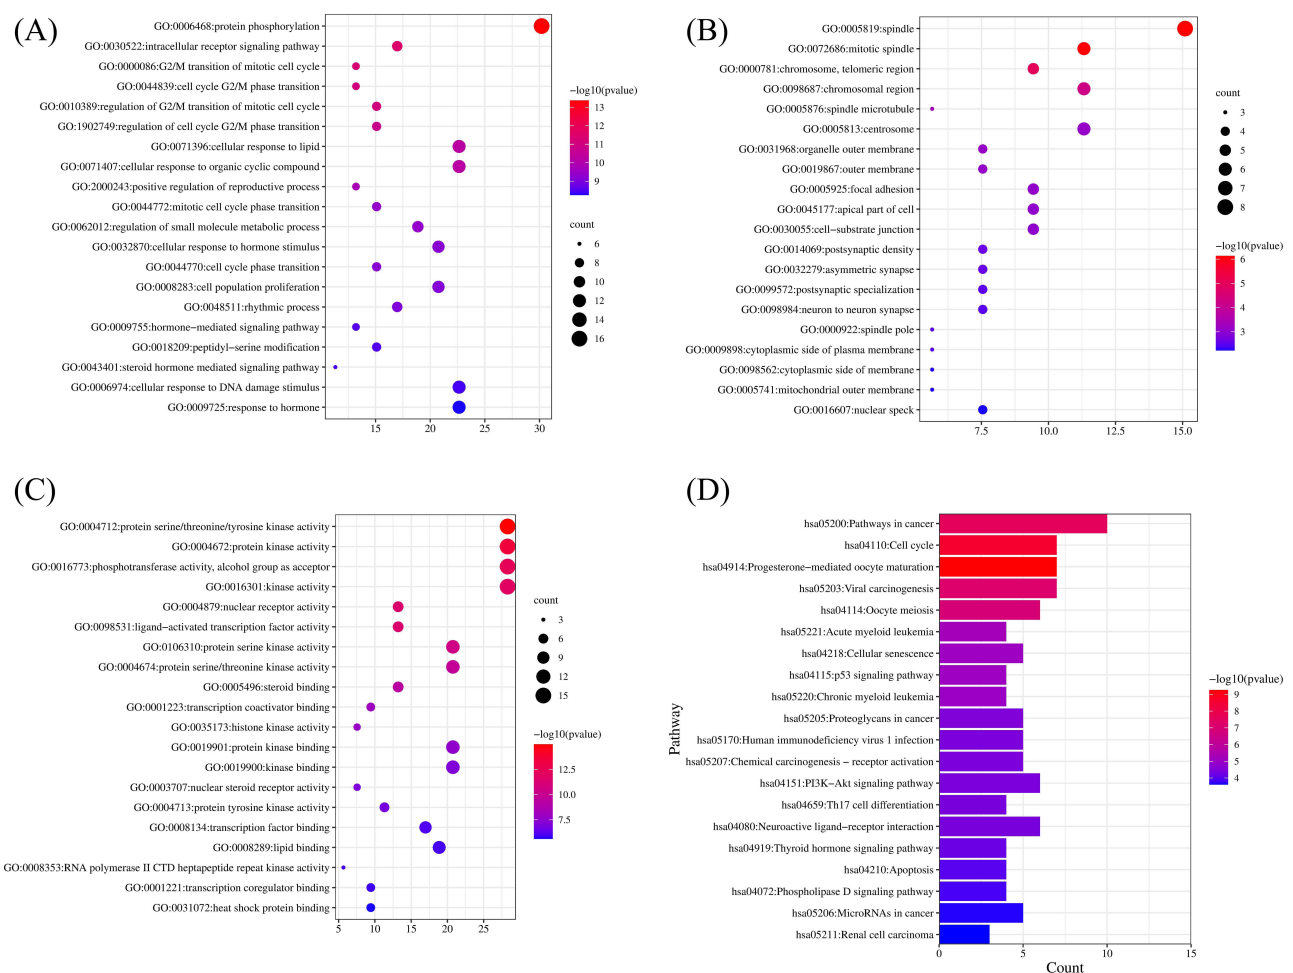 (A)
GO:0006468:protein phosphorylation
GO:0030522:intracellular receptor signaling pathway
GO:0000086:G2/M transition of mitotic cell cycle
GO:0044839:cell cycle G2/M phase transition
GO:0010389:regulation of G2/M transition of mitotic cell cycle
GO:1902749:regulation of cell cycle G2/M phase transition
GO:0071396:cellular response to lipid
GO:0071407:cellular response to organic cyclic compound
GO:2000243:positive regulation of reproductive process
GO:0044772:mitotic cell cycle phase transition
GO:0062012:regulation of small molecule metabolic process
GO:0032870:cellular response to hormone stimulus
GO:0044770:cell cycle phase transition
GO:0008283:cell population proliferation
GO:0048511:rhythmic process
GO:0009755:hormone−mediated signaling pathway
GO:0018209:peptidyl−serine modification
GO:0043401:steroid hormone mediated signaling pathway
GO:0006974:cellular response to DNA damage stimulus
GO:0009725:response to hormone
15 20 25 30
−log10(pvalue)
13
12
11
10
9
count
6
8
10
12
14
16
(B)
GO:0005819:spindle
GO:0072686:mitotic spindle
GO:0000781:chromosome, telomeric region
GO:0098687:chromosomal region
GO:0005876:spindle microtubule
GO:0005813:centrosome
GO:0031968:organelle outer membrane
GO:0019867:outer membrane
GO:0005925:focal adhesion
GO:0045177:apical part of cell
GO:0030055:cell−substrate junction
GO:0014069:postsynaptic density
GO:0032279:asymmetric synapse
GO:0099572:postsynaptic specialization
GO:0098984:neuron to neuron synapse
GO:0000922:spindle pole
GO:0009898:cytoplasmic side of plasma membrane
GO:0098562:cytoplasmic side of membrane
GO:0005741:mitochondrial outer membrane
GO:0016607:nuclear speck
7.5 10.0 12.5 15.0
count
3
4
5
6
7
8
−log10(pvalue)
6
5
4
3
(C)
GO:0004712:protein serine/threonine/tyrosine kinase activity
GO:0004672:protein kinase activity
GO:0016773:phosphotransferase activity, alcohol group as acceptor
GO:0016301:kinase activity
GO:0004879:nuclear receptor activity
GO:0098531:ligand−activated transcription factor activity
GO:0106310:protein serine kinase activity
GO:0004674:protein serine/threonine kinase activity
GO:0005496:steroid binding
GO:0001223:transcription coactivator binding
GO:0035173:histone kinase activity
GO:0019901:protein kinase binding
GO:0019900:kinase binding
GO:0003707:nuclear steroid receptor activity
GO:0004713:protein tyrosine kinase activity
GO:0008134:transcription factor binding
GO:0008289:lipid binding
GO:0008353:RNA polymerase II CTD heptapeptide repeat kinase activity
GO:0001221:transcription coregulator binding
GO:0031072:heat shock protein binding
5 10 15 20 25
count
3
6
9
12
15
−log10(pvalue)
12.5
10.0
7.5
(D)
Pathway
hsa05200:Pathways in cancer
hsa04110:Cell cycle
hsa04914:Progesterone−mediated oocyte maturation
hsa05203:Viral carcinogenesis
hsa04114:Oocyte meiosis
hsa05221:Acute myeloid leukemia
hsa04218:Cellular senescence
hsa04115:p53 signaling pathway
hsa05220:Chronic myeloid leukemia
hsa05205:Proteoglycans in cancer
hsa05170:Human immunodeficiency virus 1 infection
hsa05207:Chemical carcinogenesis − receptor activation
hsa04151:PI3K−Akt signaling pathway
hsa04659:Th17 cell differentiation
hsa04080:Neuroactive ligand−receptor interaction
hsa04919:Thyroid hormone signaling pathway
hsa04210:Apoptosis
hsa04072:Phospholipase D signaling pathway
hsa05206:MicroRNAs in cancer
hsa05211:Renal cell carcinoma
0 5 10 15
Count
−log10(pvalue)
9
8
7
6
5
4